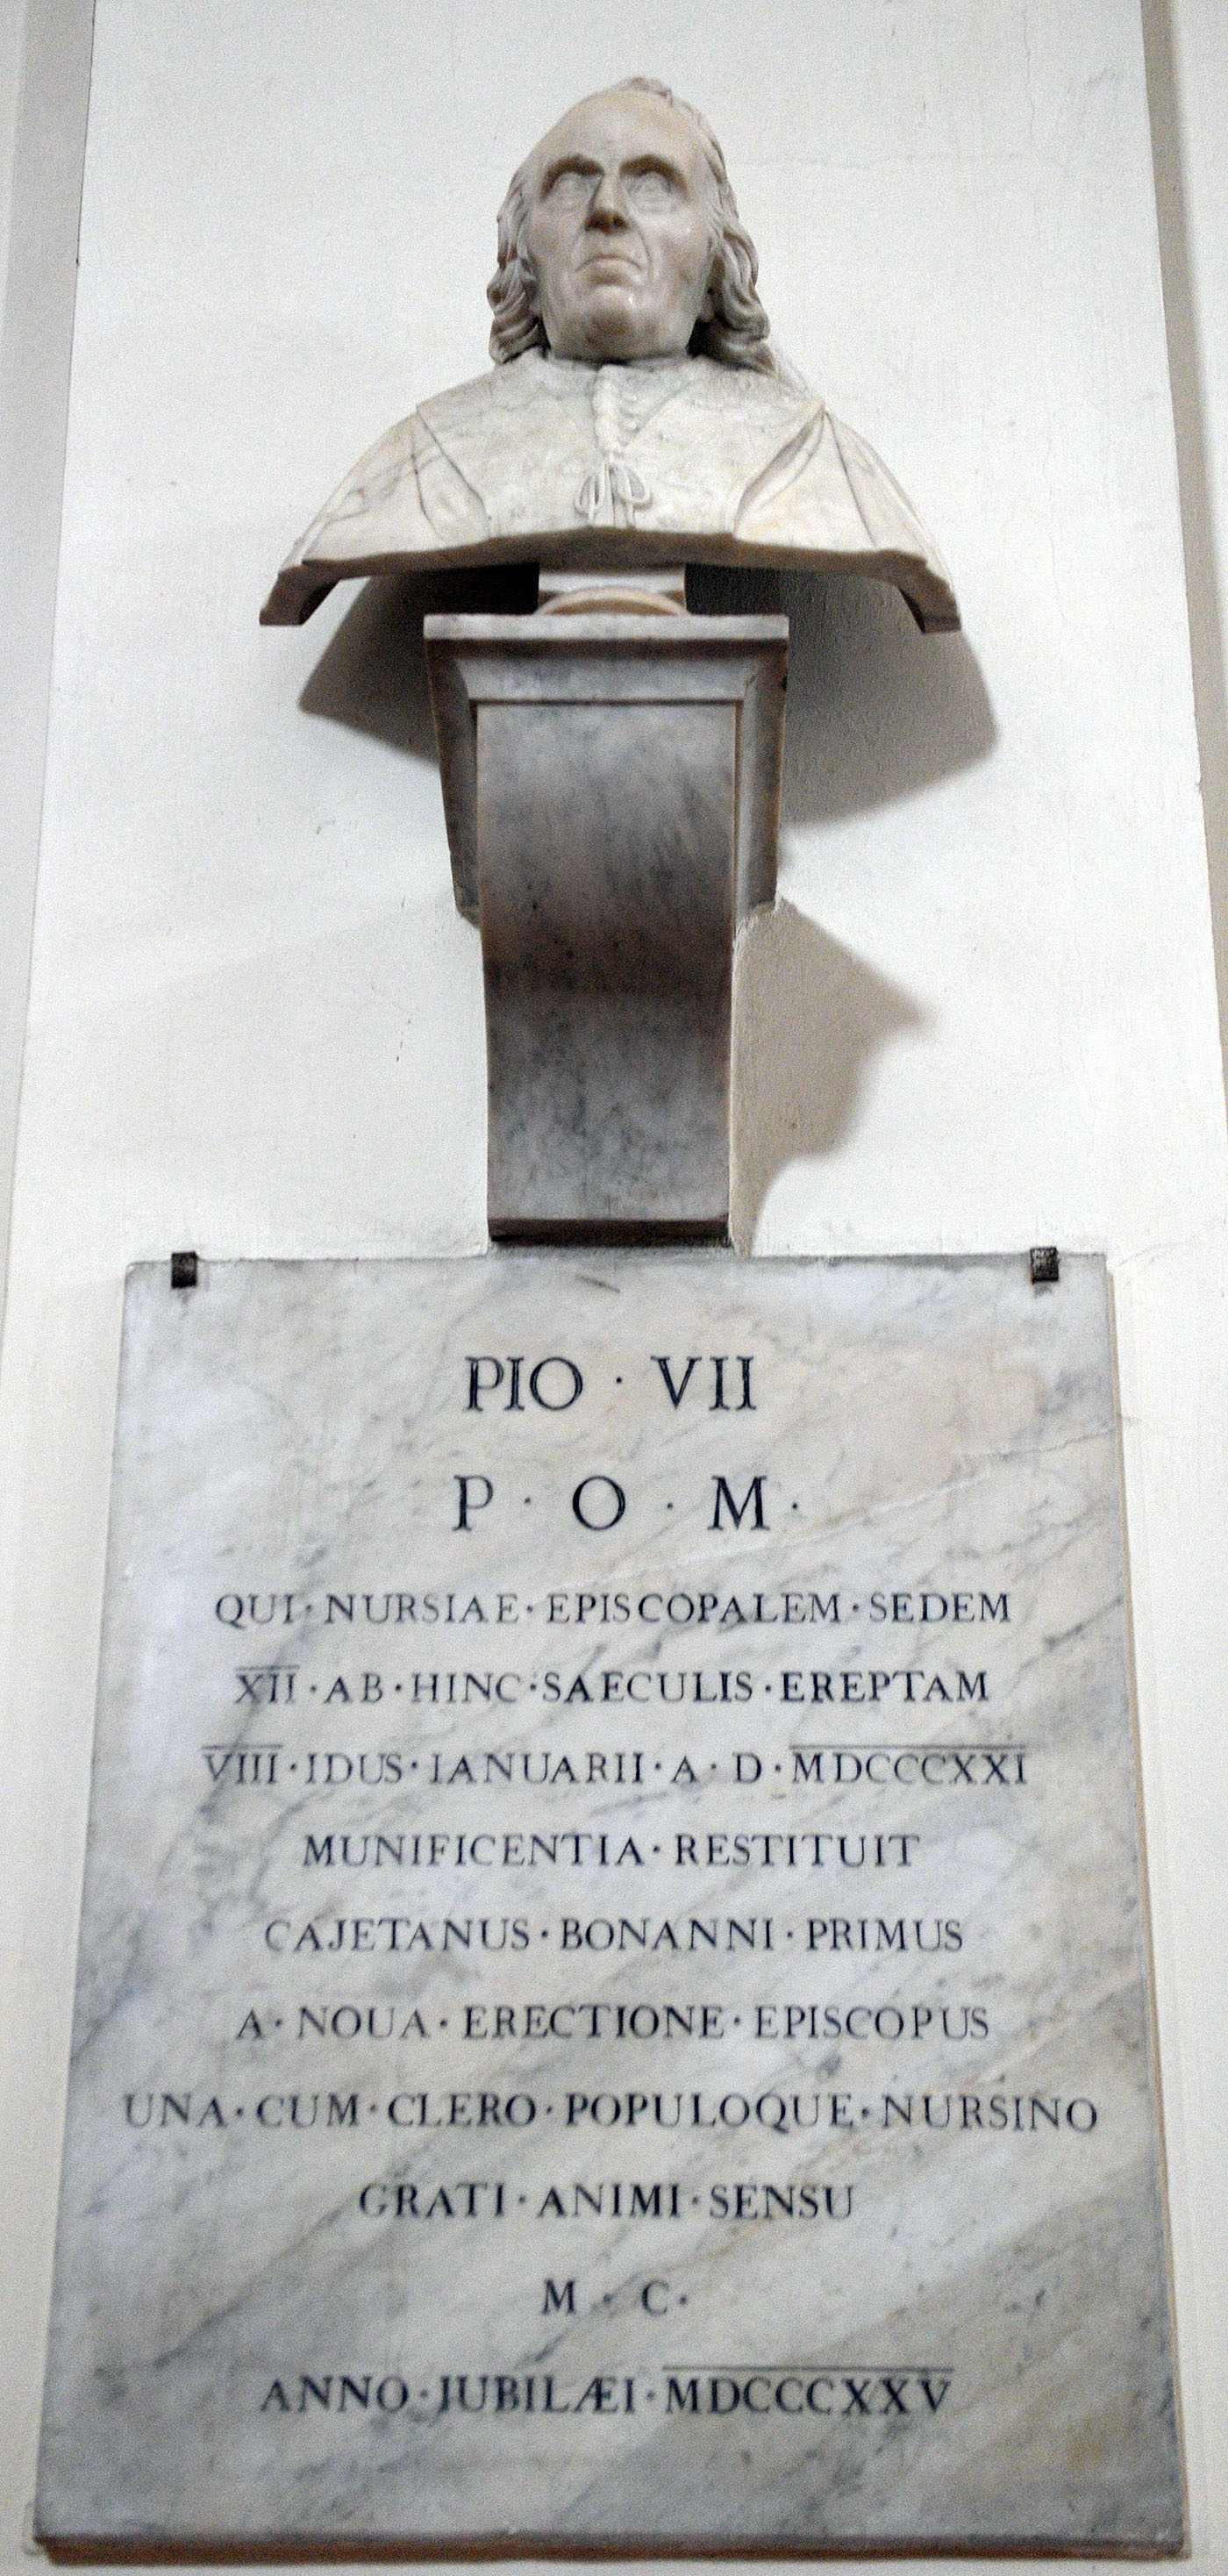 PIO · VII
P · O · M ·
QUI · NURSIAE · EPISCOPALEM · SEDEM
XII · AB · HINC · SAECULIS · EREPTAM
VIII · IDUS · IANUARII · A · D · MDCCCXXI
MUNIFICENTIA · RESTITUIT
CAJETANUS · BONANNI · PRIMUS
A · NOUA · ERECTIONE · EPISCOPUS
UNA · CUM · CLERO · POPULOQUE · NURSINO
GRATI · ANIMI · SENSU
M · C ·
ANNO · JUBILÆI · MDCCCXXV